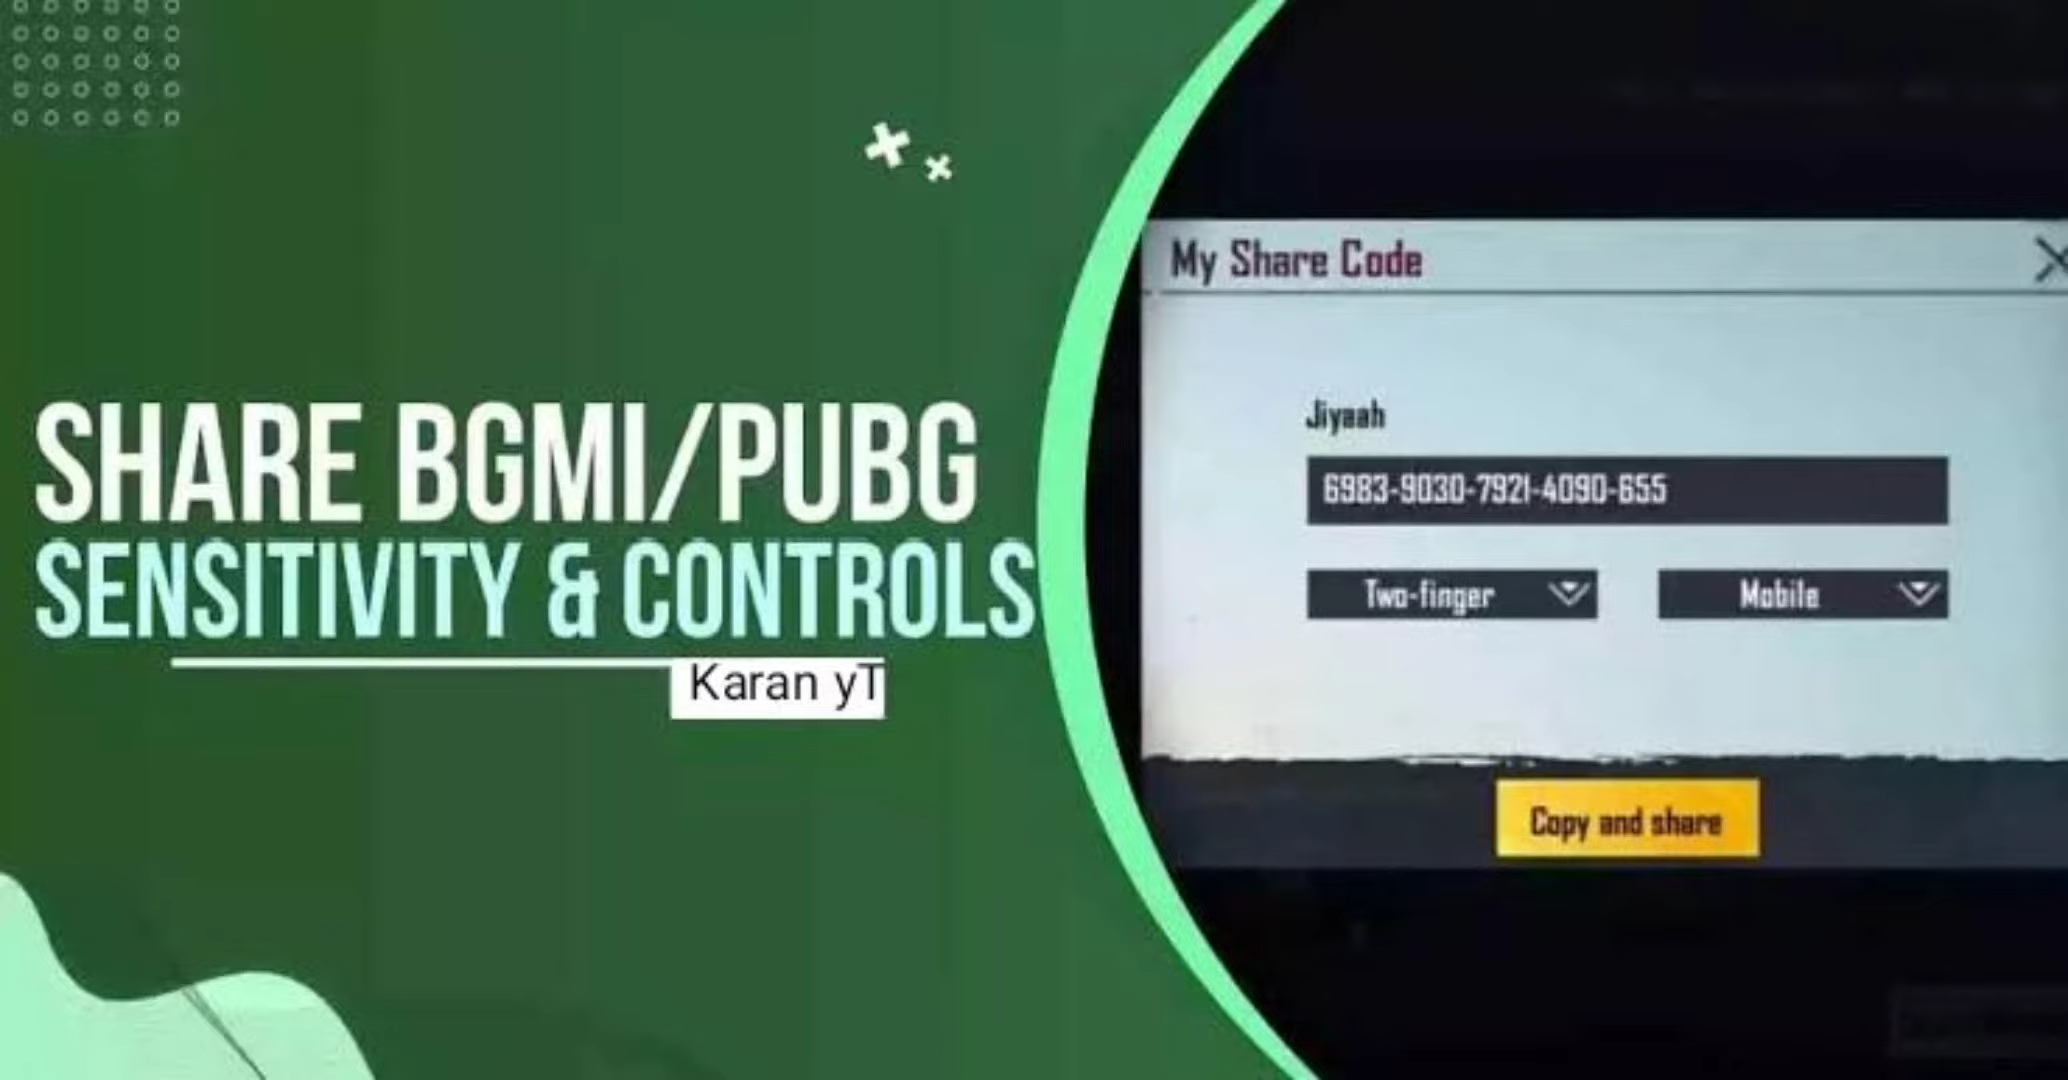 SHARE BGMI/PUBG
SENSITIVITY & CONTROLS
Karan yT
My Share Code
Jiyaah
6983-9030-7921-4090-655
Two-finger
Mobile
Copy and share